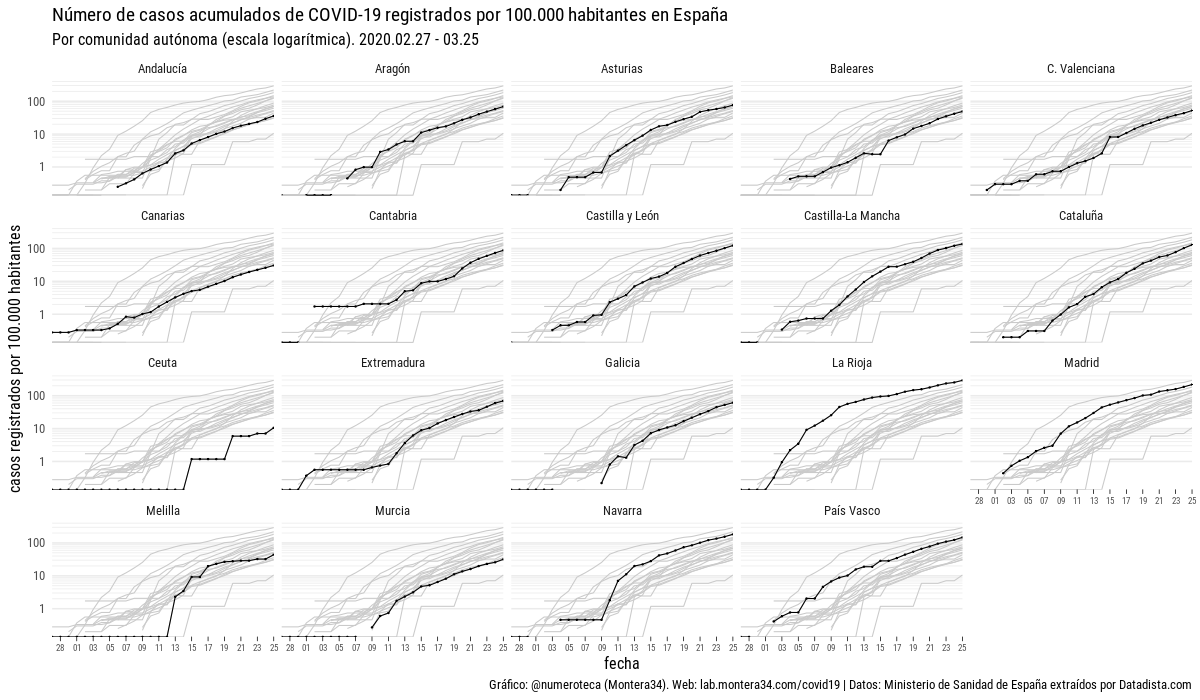 Número de casos acumulados de COVID-19 registrados por 100.000 habitantes en España
Por comunidad autónoma (escala logarítmica). 2020.02.27 - 03.25
Andalucía Aragón Asturias Baleares C. Valenciana
100
10
1
Canarias Cantabria Castilla y León Castilla-La Mancha Cataluña
100
10
1
casos registrados por 100.000 habitantes
Ceuta Extremadura Galicia La Rioja Madrid
100
10
1
28 01 03 05 07 09 11 13 15 17 19 21 23 25
Melilla Murcia Navarra País Vasco
100
10
1
28 01 03 05 07 09 11 13 15 17 19 21 23 25 28 01 03 05 07 09 11 13 15 17 19 21 23 25 28 01 03 05 07 09 11 13 15 17 19 21 23 25 28 01 03 05 07 09 11 13 15 17 19 21 23 25
fecha
Gráfico: @numeroteca (Montera34). Web: lab.montera34.com/covid19 | Datos: Ministerio de Sanidad de España extraídos por Datadista.com